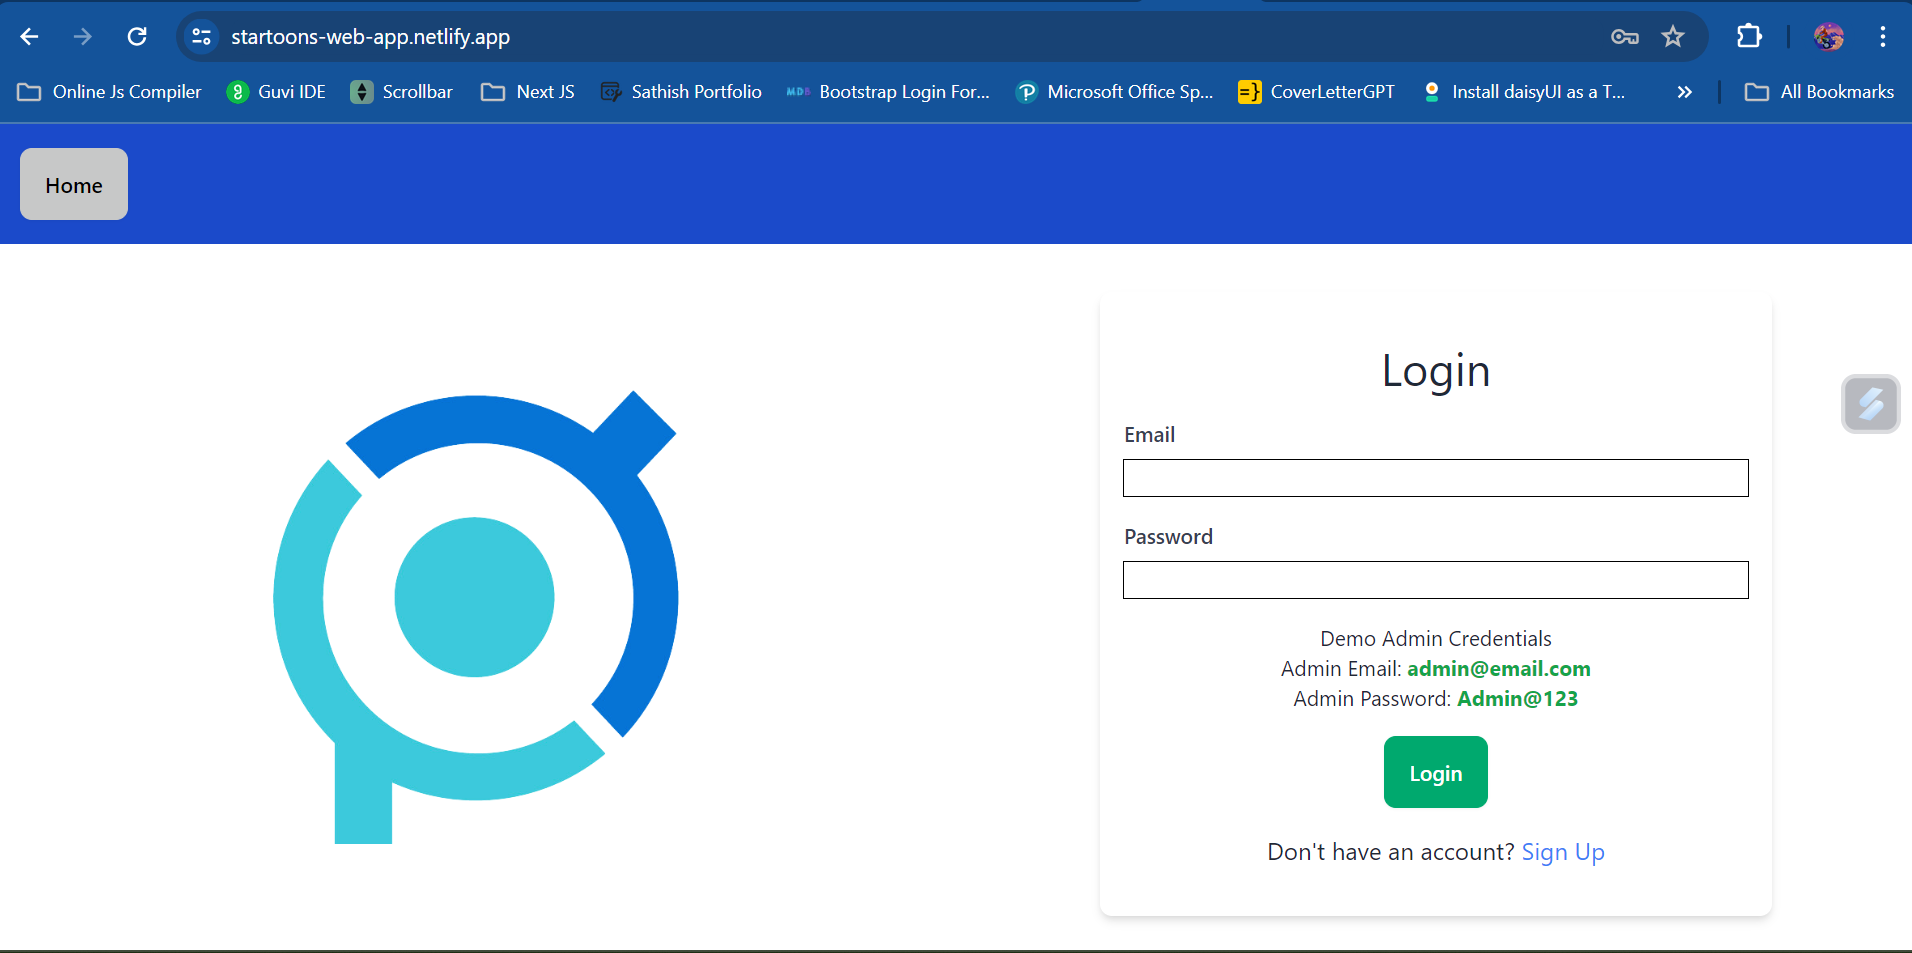 startoons-web-app.netlify.app
Online Js Compiler Guvi IDE Scrollbar Next JS Sathish Portfolio MDB Bootstrap Login For... Microsoft Office Sp... CoverLetterGPT Install daisyUI as a T... All Bookmarks
Home
Login
Email
Password
Demo Admin Credentials
Admin Email: admin@email.com
Admin Password: Admin@123
Login
Don't have an account? Sign Up